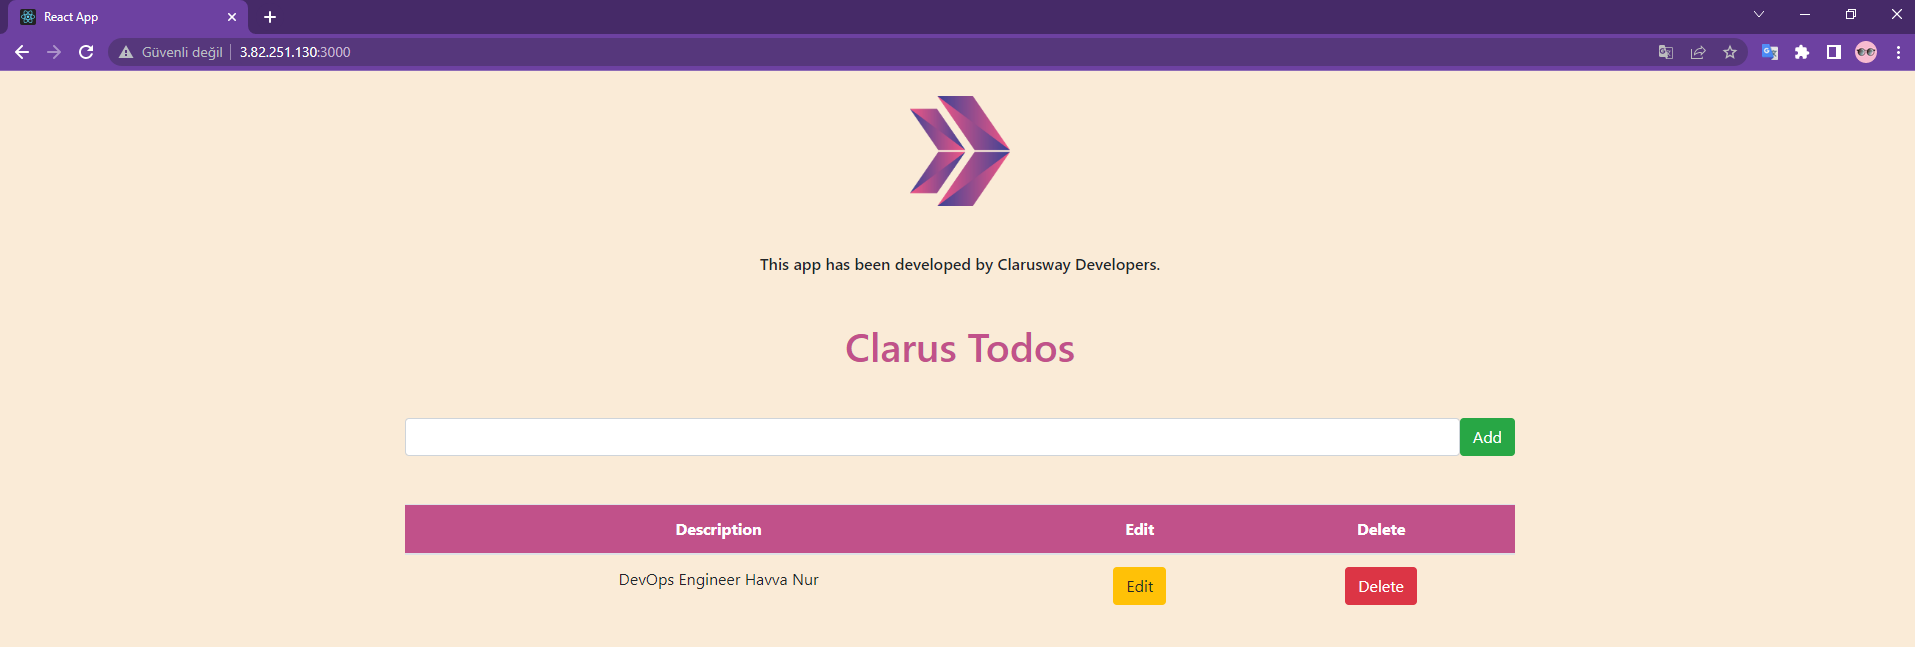 React App
Güvenli değil 3.82.251.130:3000
This app has been developed by Clarusway Developers.
Clarus Todos
Add
Description Edit Delete
DevOps Engineer Havva Nur Edit Delete